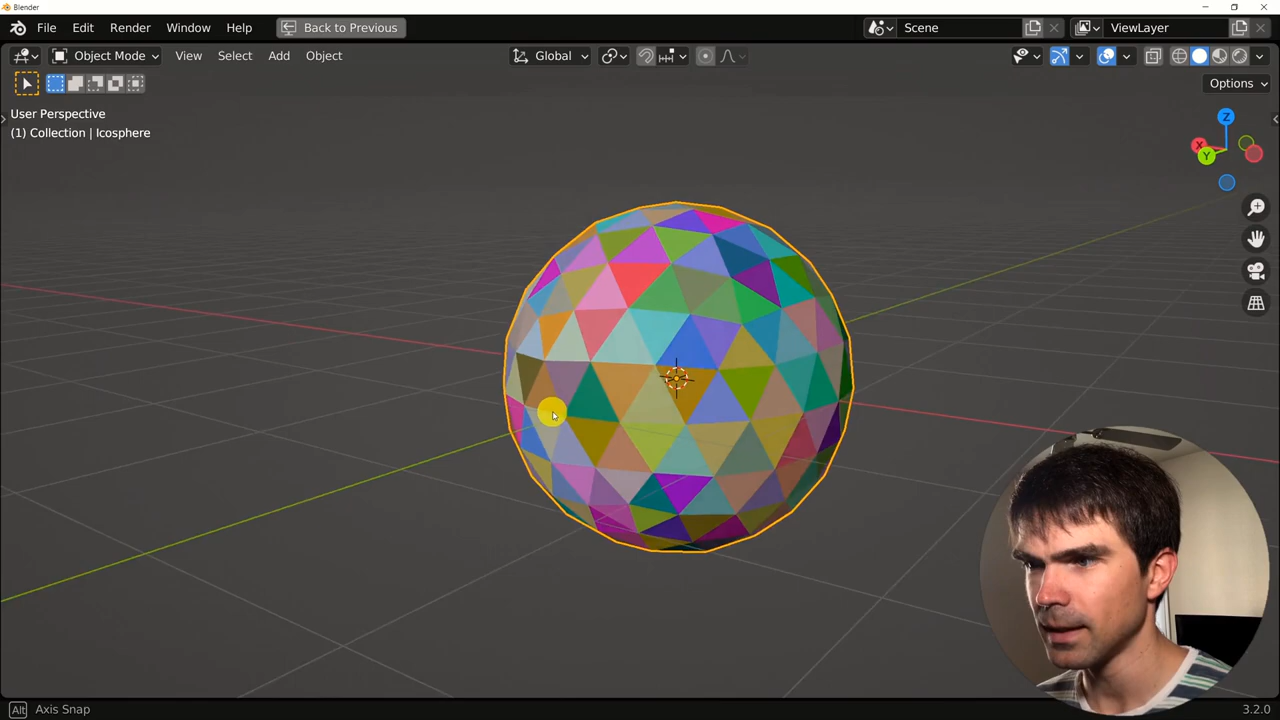 Blender
File Edit Render Window Help Back to Previous Scene ViewLayer
Object Mode View Select Add Object Global
Options
User Perspective
(1) Collection | Icosphere
Z
X
Y
Alt Axis Snap 3.2.0